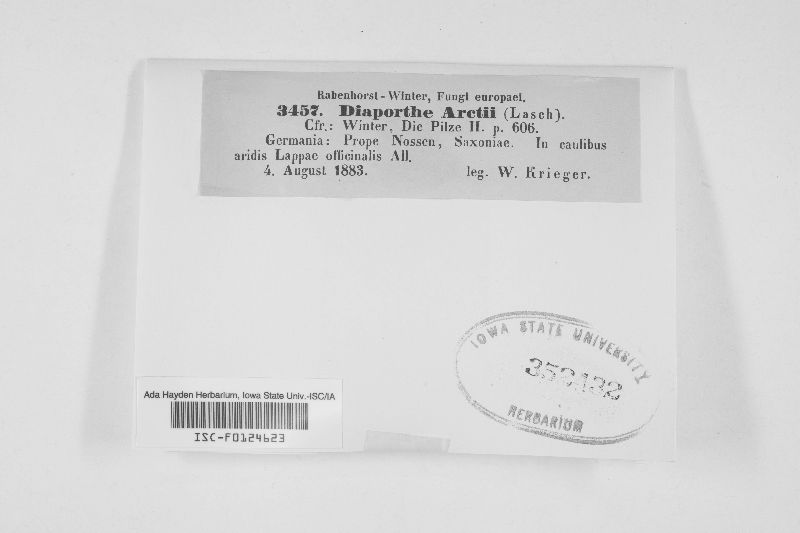 Rabenhorst-Winter, Fungi europaei.
3457. Diaporthe Arctii (Lasch).
Cfr.: Winter, Die Pilze II. p. 606.
Germania: Prope Nossen, Saxoniae. In caulibus
aridis Lappae officinalis All.
4. August 1883. leg. W. Krieger.
IOWA STATE UNIVERSITY
HERBARIUM
Ada Hayden Herbarium, Iowa State Univ.-ISC/IA
ISC-F0124623